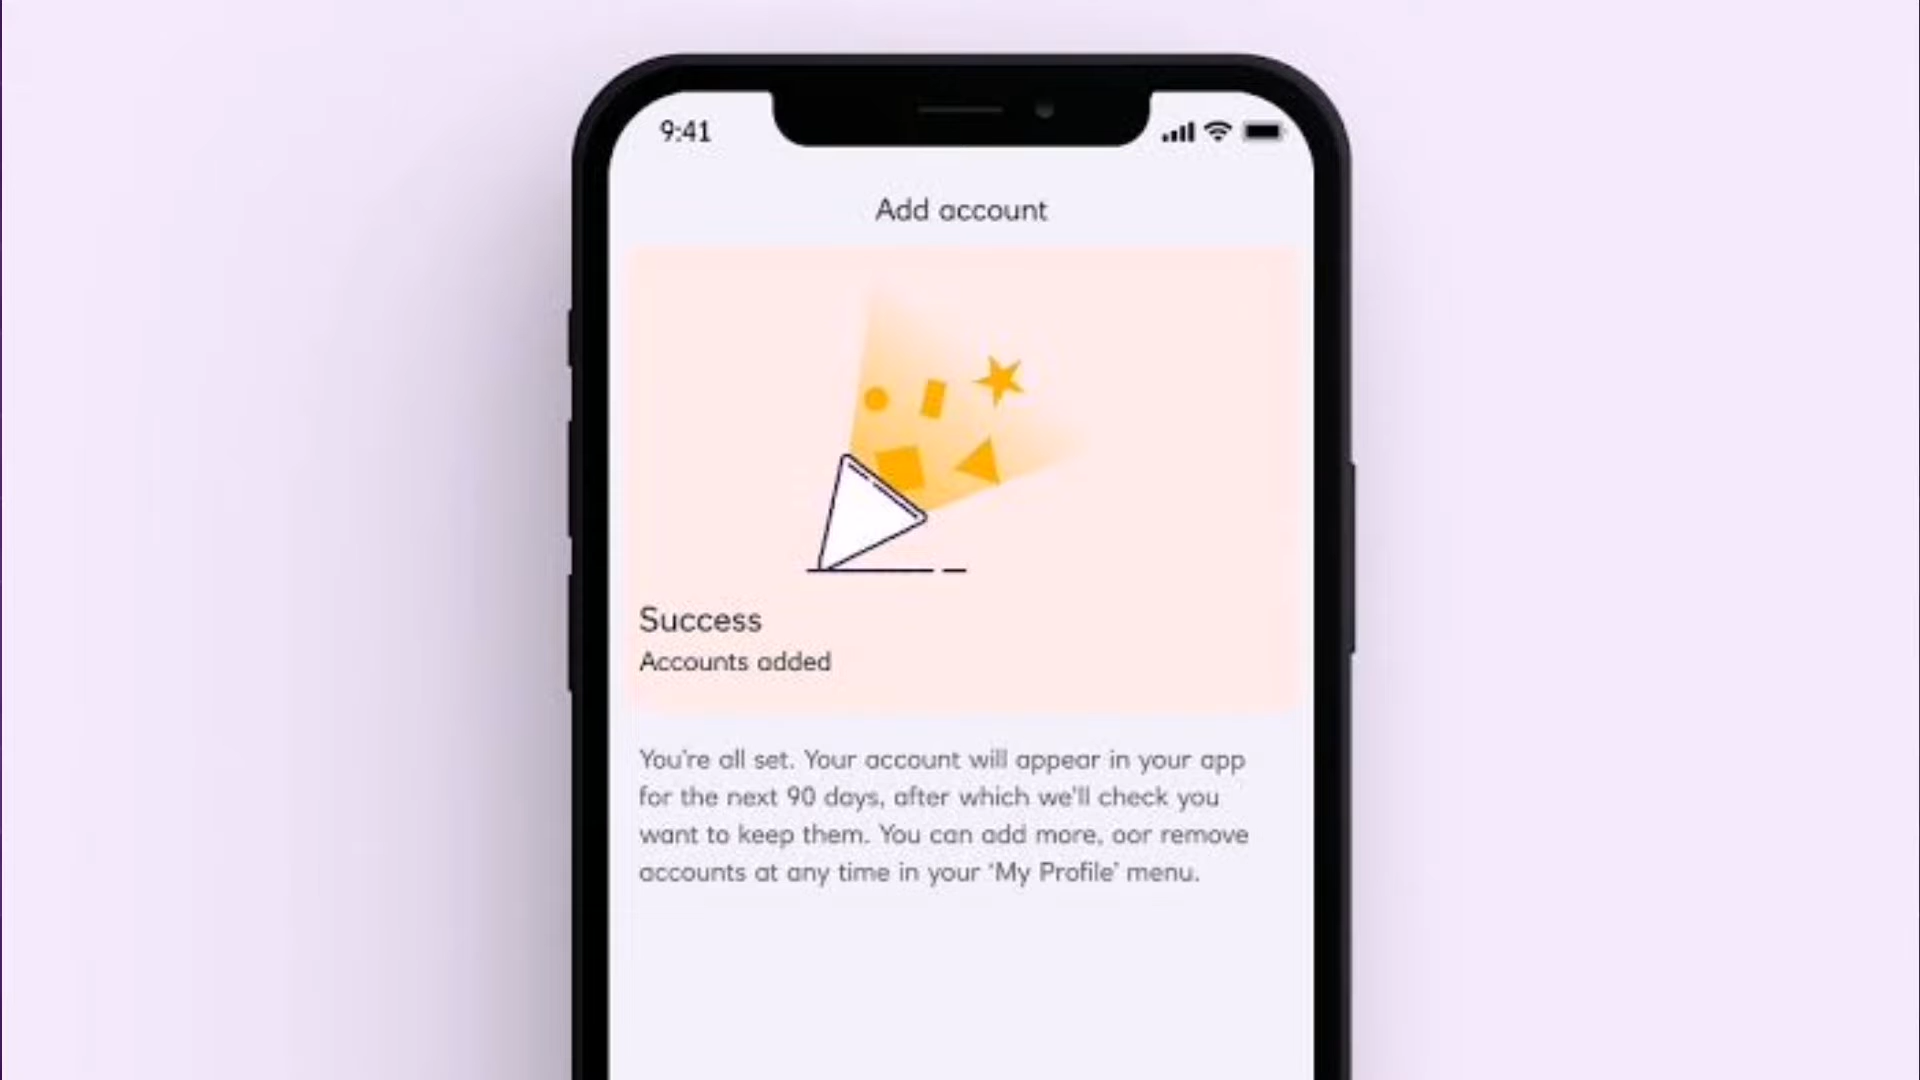 9:41
Add account
Success
Accounts added
You're all set. Your account will appear in your app
for the next 90 days, after which we'll check you
want to keep them. You can add more, oor remove
accounts at any time in your ‘My Profile’ menu.